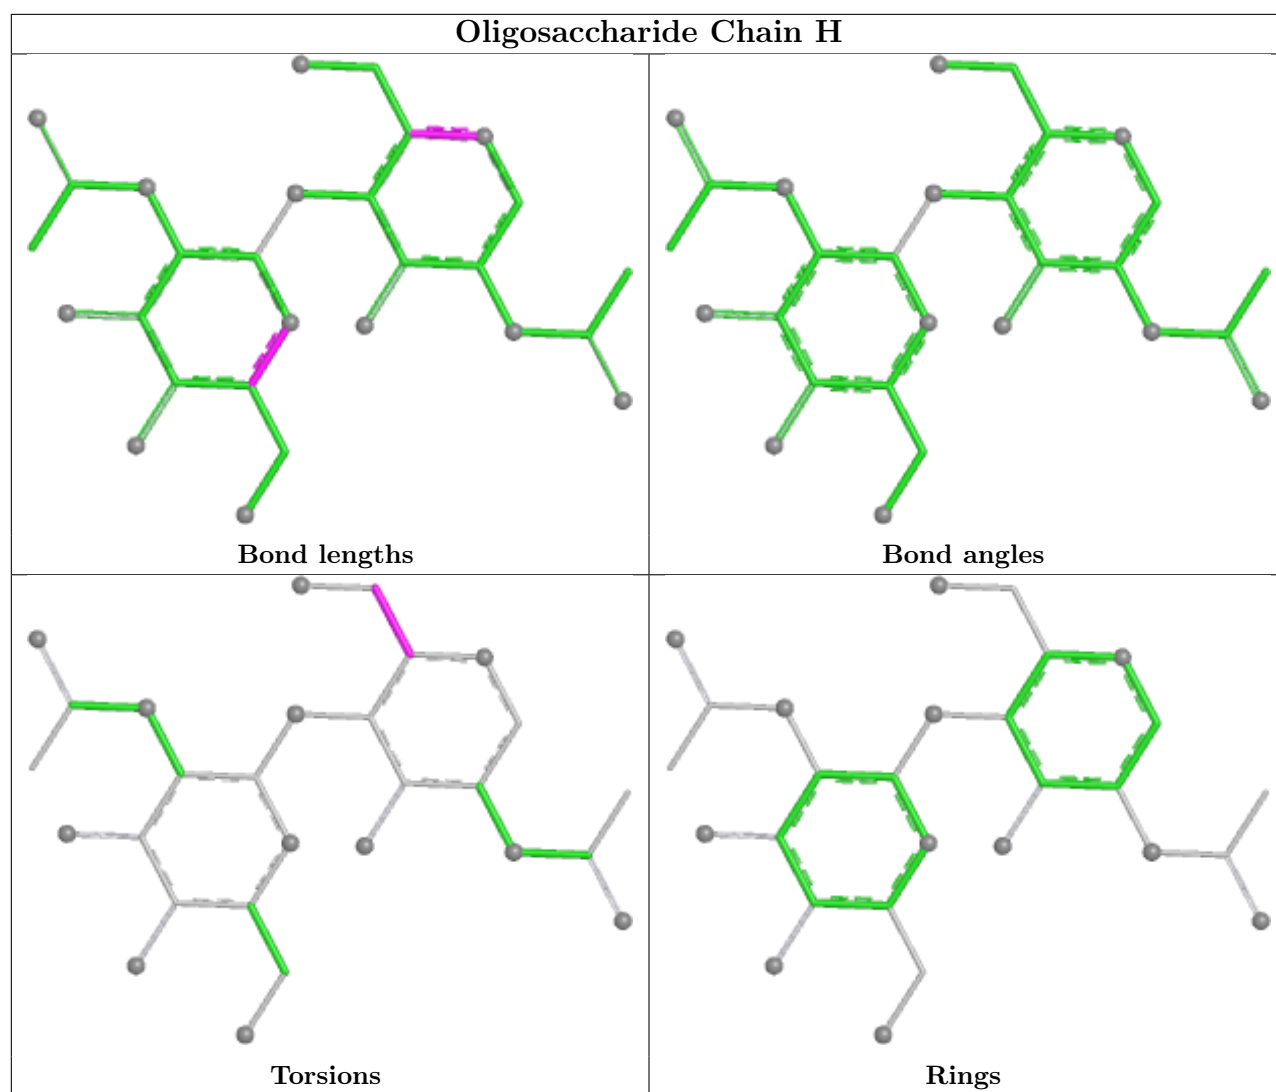 Oligosaccharide Chain H
Bond lengths
Bond angles
Torsions
Rings